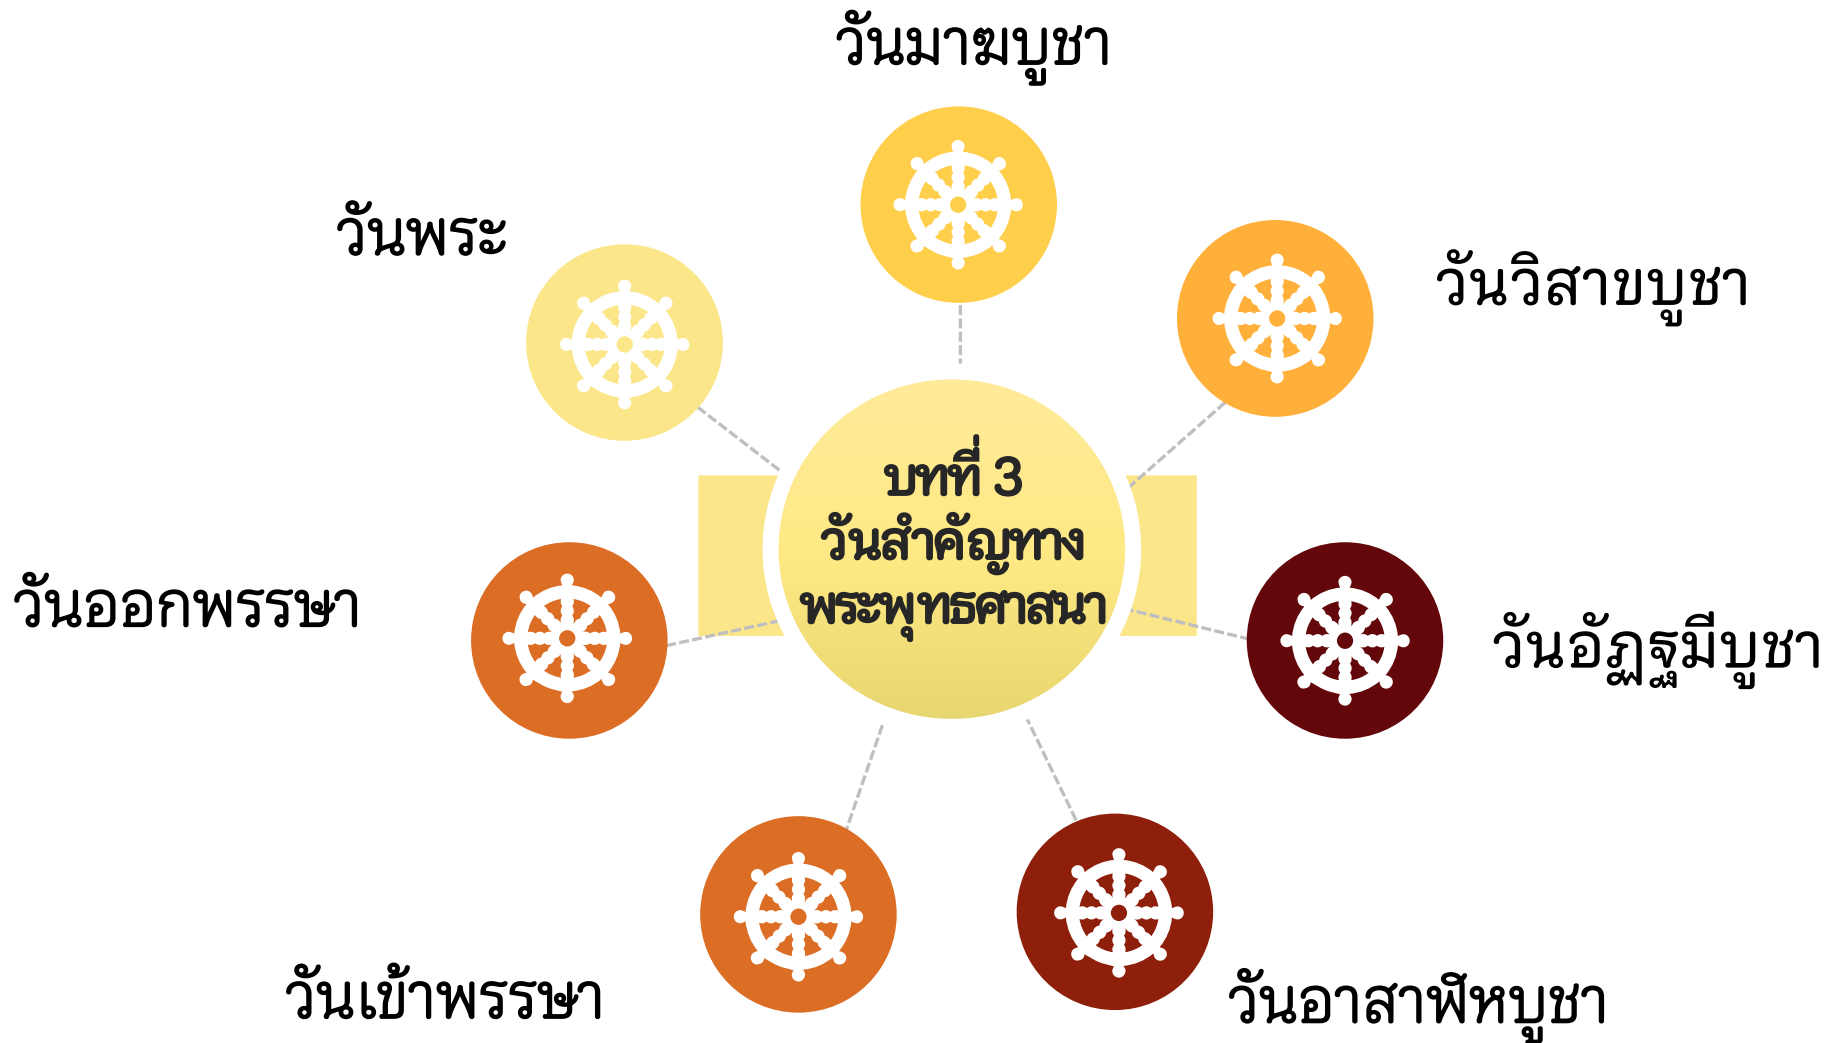 วันมาฆบูชา
วันพระ
วันวิสาขบูชา
บทที่ 3
วันสำคัญทาง
พระพุทธศาสนา
วันออกพรรษา
วันอัฏฐมีบูชา
วันเข้าพรรษา
วันอาสาฬหบูชา